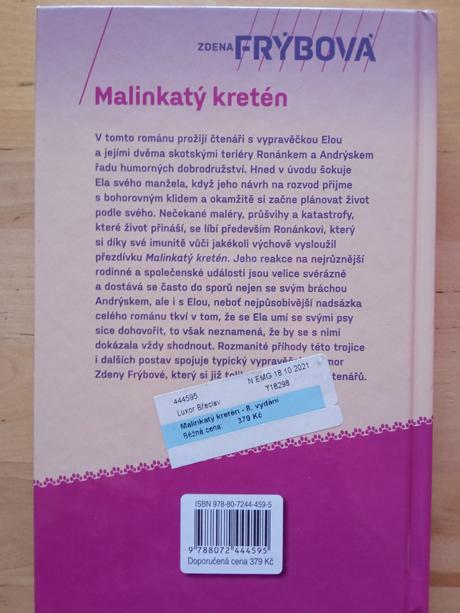 ZDENA FRÝBOVÁ
Malinkatý kretén
V tomto románu prožijí čtenáři s vypravěčkou Elou
a jejími dvěma skotskými teriéry Ronánkem a Andrýskem
řadu humorných dobrodružství. Hned v úvodu šokuje
Ela svého manžela, když jeho návrh na rozvod přijme
s bohorovným klidem a okamžitě si začne plánovat život
podle svého. Nečekané maléry, průšvihy a katastrofy,
které život přináší, se líbí především Ronánkovi, který
si díky své imunitě vůči jakékoli výchově vysloužil
přezdívku Malinkatý kretén. Jeho reakce na nejrůznější
rodinné a společenské události jsou velice svérázné
a dostává se často do sporů nejen se svým bráchou
Andrýskem, ale i s Elou, neboť nejpůsobivější nadsázka
celého románu tkví v tom, že se Ela umí se svými psy
sice dohovořit, to však neznamená, že by se s nimi
dokázala vždy shodnout. Rozmanité příhody této trojice
i dalších postav spojuje typický
Zdeny Frýbové, který si již
444595 N EMG 18.10.2021
Luxor Břeclav 718298
Malinkatý kretén - 8. vydání
Běžná cena: 379 Kč
ISBN 978-80-7244-459-5
9 788072 444595
Doporučená cena 379 Kč